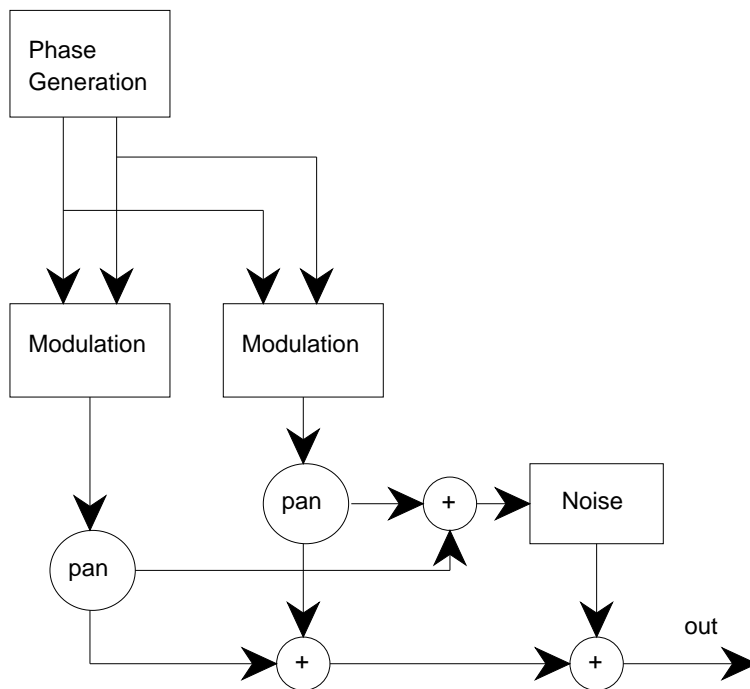 Phase
Generation
Modulation
Modulation
pan
+
Noise
pan
out
+
+